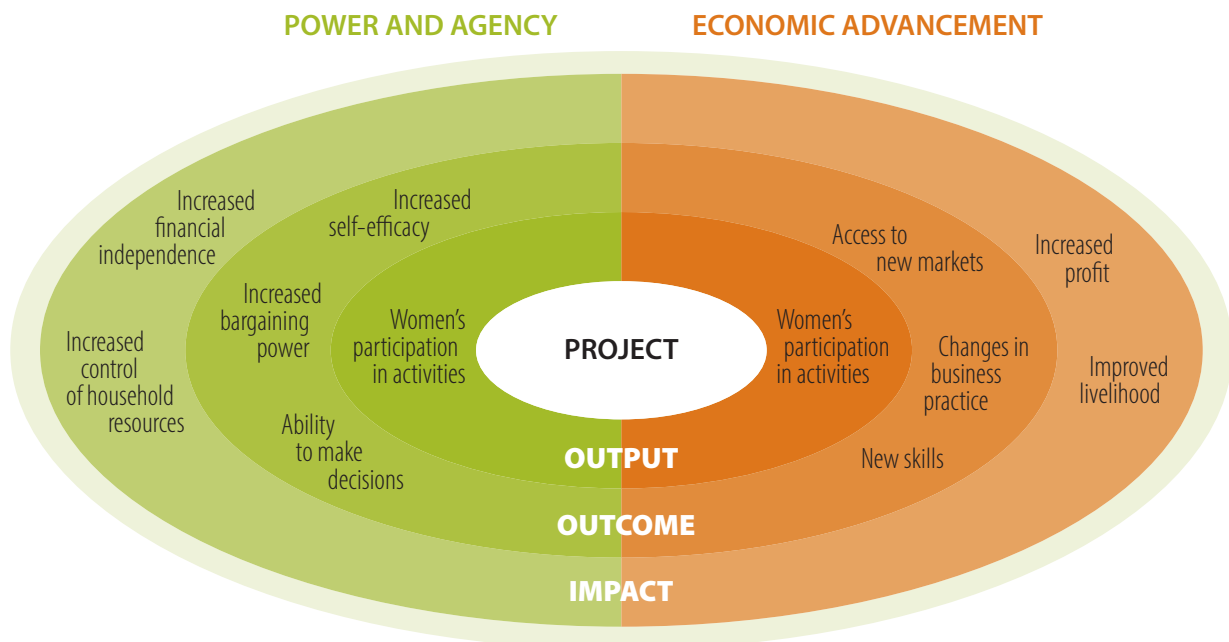 POWER AND AGENCY
ECONOMIC ADVANCEMENT
Increased
financial
independence
Increased
control
of household
resources
Increased
self-efficacy
Increased
bargaining
power
Ability
to make
decisions
Women's
participation
in activities
PROJECT
Women's
participation
in activities
Access to
new markets
Changes in
business
practice
New skills
Increased
profit
Improved
livelihood
OUTPUT
OUTCOME
IMPACT